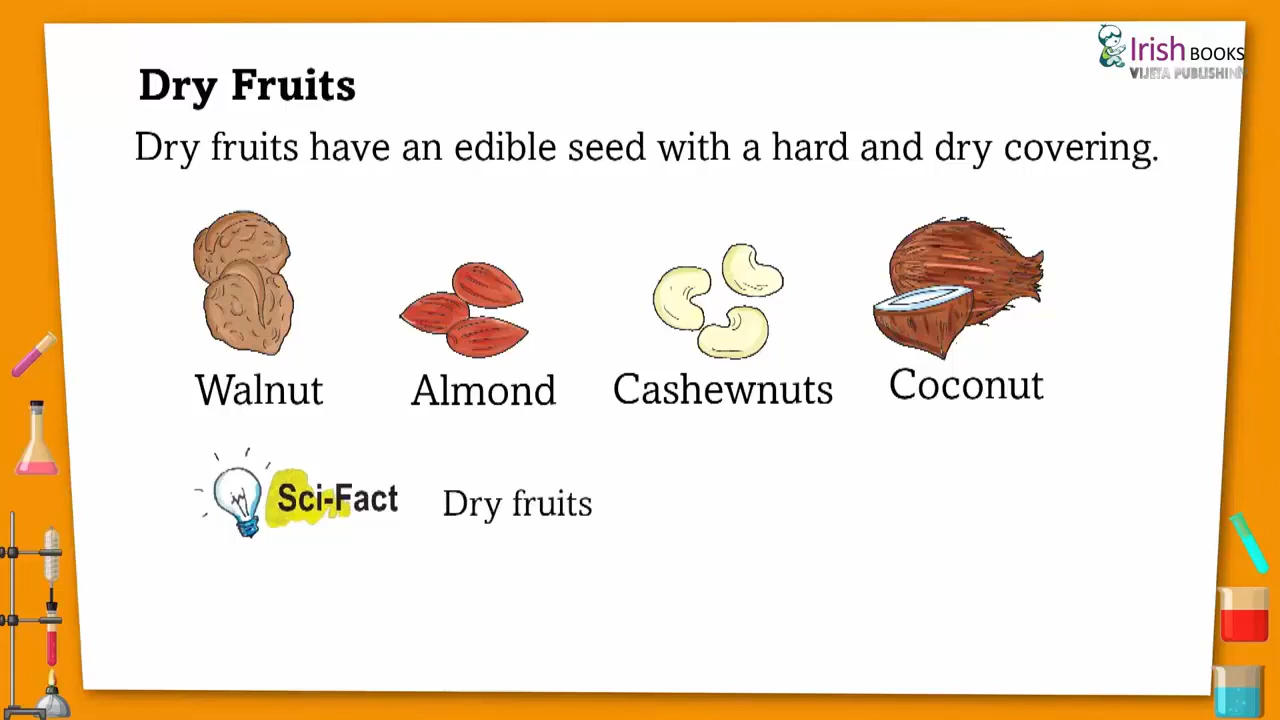 Irish BOOKS
VIJETA PUBLISHIN
Dry Fruits
Dry fruits have an edible seed with a hard and dry covering.
Walnut Almond Cashewnuts Coconut
Sci-Fact Dry fruits